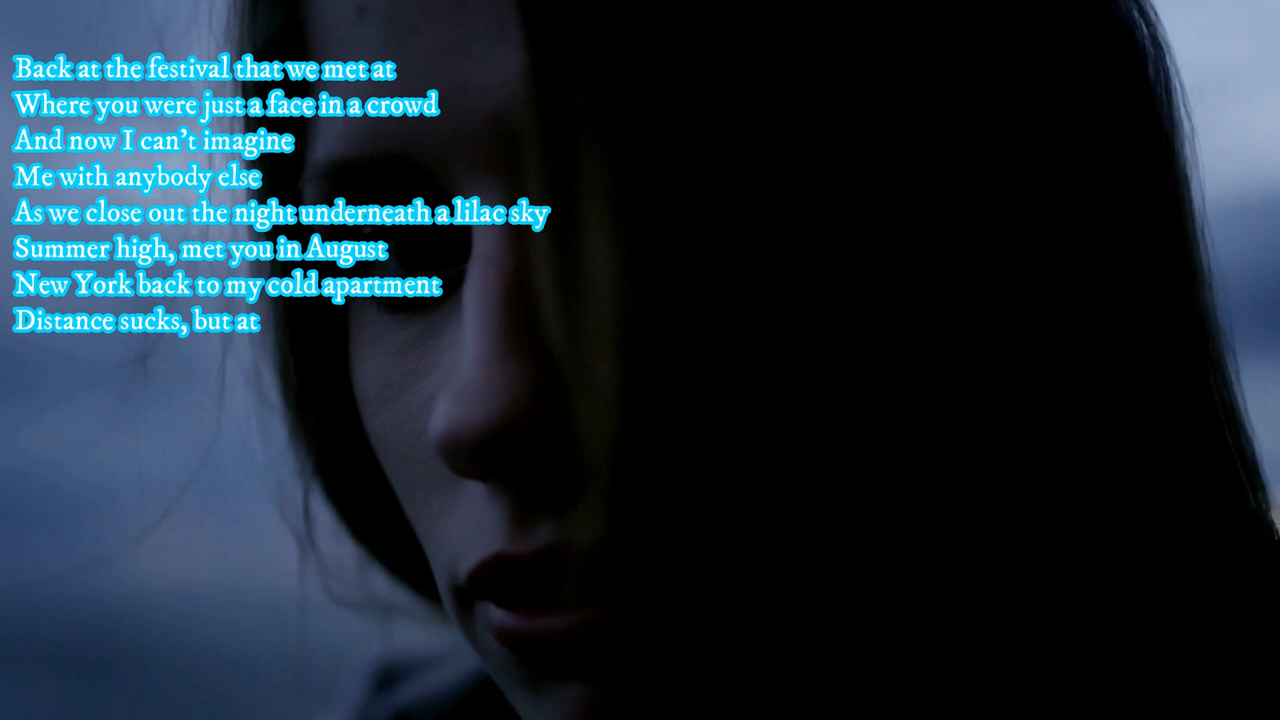 Back at the festival that we met at
Where you were just a face in a crowd
And now I can't imagine
Me with anybody else
As we close out the night underneath a lilac sky
Summer high, met you in August
New York back to my cold apartment
Distance sucks, but at